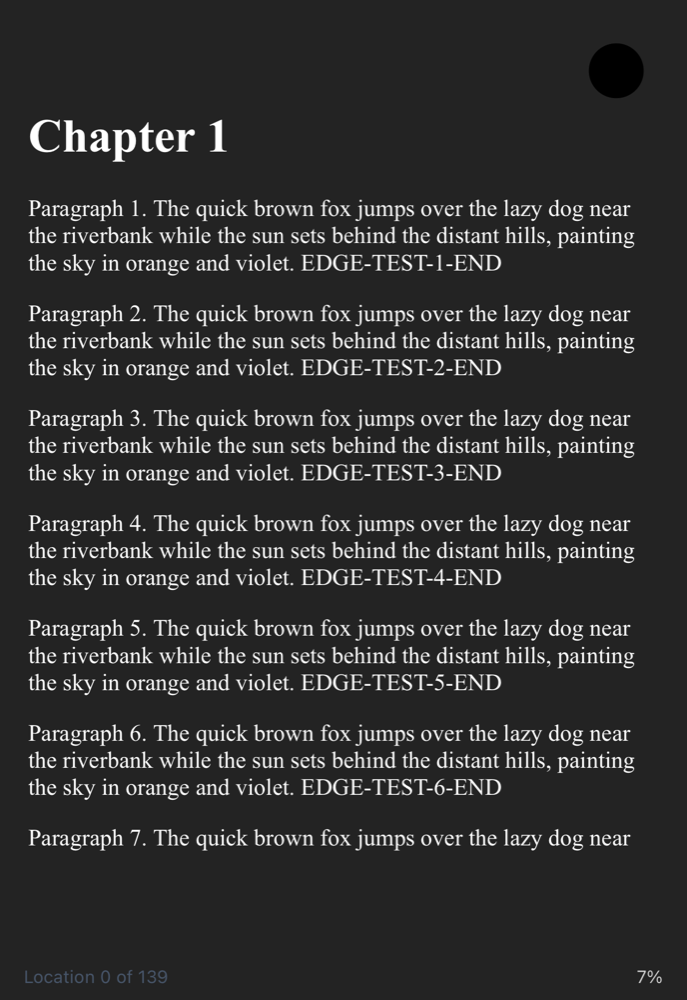 Chapter 1
Paragraph 1. The quick brown fox jumps over the lazy dog near
the riverbank while the sun sets behind the distant hills, painting
the sky in orange and violet. EDGE-TEST-1-END
Paragraph 2. The quick brown fox jumps over the lazy dog near
the riverbank while the sun sets behind the distant hills, painting
the sky in orange and violet. EDGE-TEST-2-END
Paragraph 3. The quick brown fox jumps over the lazy dog near
the riverbank while the sun sets behind the distant hills, painting
the sky in orange and violet. EDGE-TEST-3-END
Paragraph 4. The quick brown fox jumps over the lazy dog near
the riverbank while the sun sets behind the distant hills, painting
the sky in orange and violet. EDGE-TEST-4-END
Paragraph 5. The quick brown fox jumps over the lazy dog near
the riverbank while the sun sets behind the distant hills, painting
the sky in orange and violet. EDGE-TEST-5-END
Paragraph 6. The quick brown fox jumps over the lazy dog near
the riverbank while the sun sets behind the distant hills, painting
the sky in orange and violet. EDGE-TEST-6-END
Paragraph 7. The quick brown fox jumps over the lazy dog near
Location 0 of 139
7%